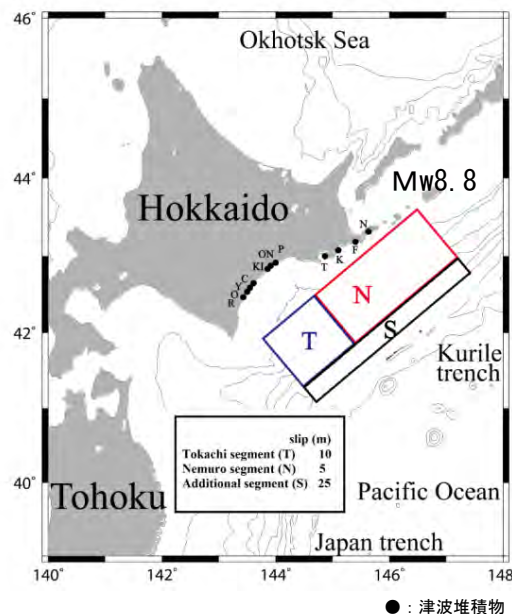 46°
Okhotsk Sea
44°
Mw8.8
Hokkaido
N
F
P
K
ON
T
KI
C
Y
O
R
N
42°
T
S
Kurile
trench
slip (m)
Tokachi segment (T) 10
Nemuro segment (N) 5
Additional segment (S) 25
40°
Tohoku
Pacific Ocean
Japan trench
140° 142° 144° 146° 148°
●：津波堆積物